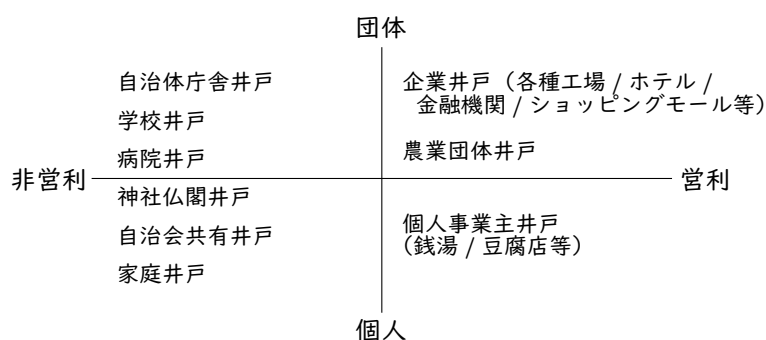 団体
自治体庁舎井戸
学校井戸
病院井戸
企業井戸（各種工場 / ホテル /
金融機関 / ショッピングモール等）
農業団体井戸
非営利
営利
神社仏閣井戸
自治会共有井戸
家庭井戸
個人事業主井戸
（銭湯 / 豆腐店等）
個人